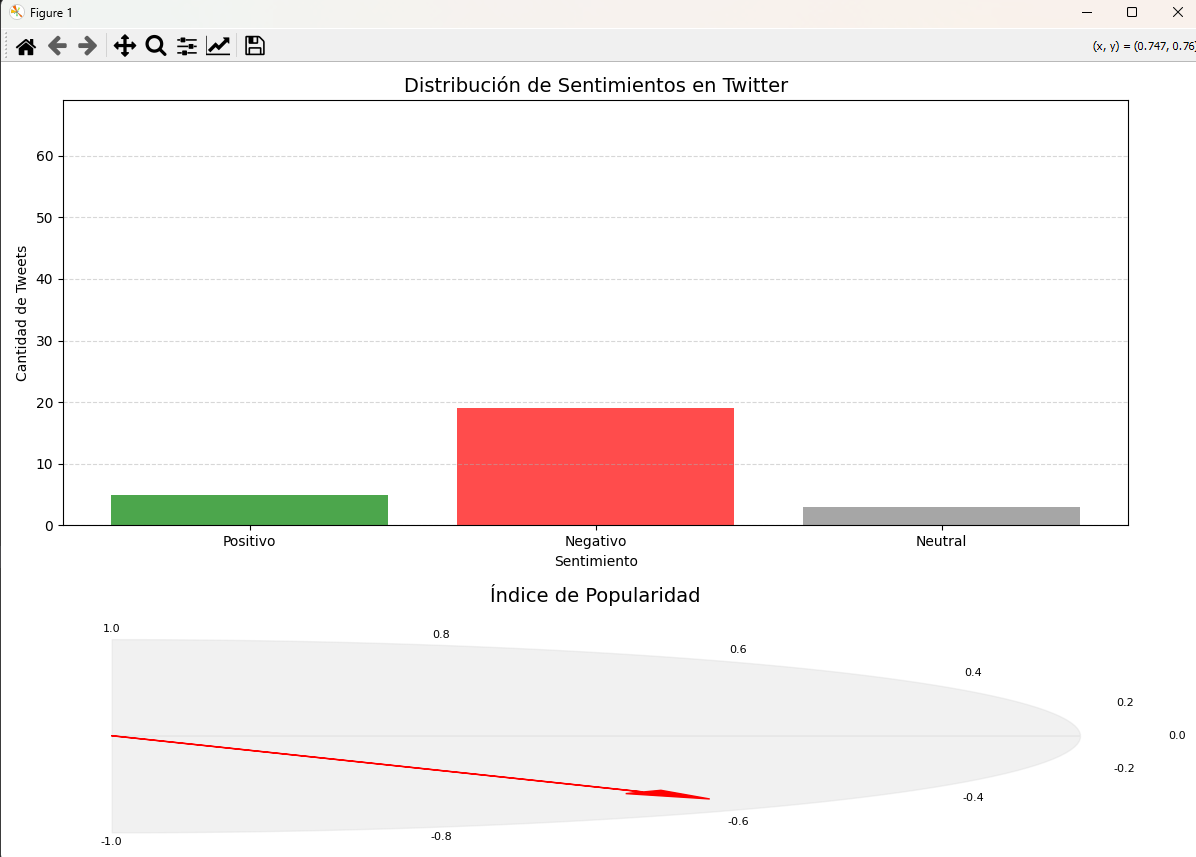 Figure 1
(x, y) = (0.747, 0.76
Distribución de Sentimientos en Twitter
60
50
40
30
20
10
0
Cantidad de Tweets
Positivo
Negativo
Neutral
Sentimiento
Índice de Popularidad
1.0
0.8
0.6
0.4
0.2
0.0
-0.2
-0.4
-0.6
-0.8
-1.0